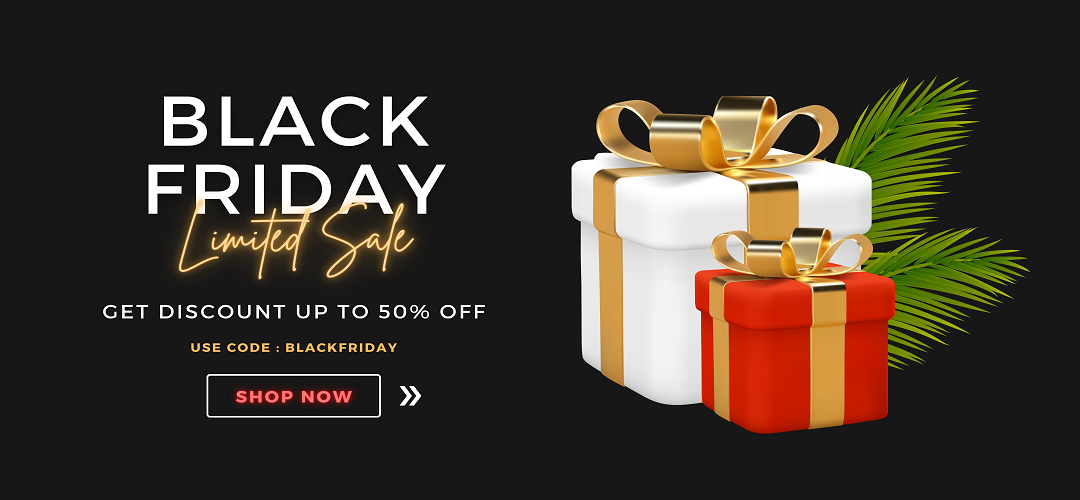 BLACK
FRIDAY
Limited Sale
GET DISCOUNT UP TO 50% OFF
USE CODE : BLACKFRIDAY
SHOP NOW